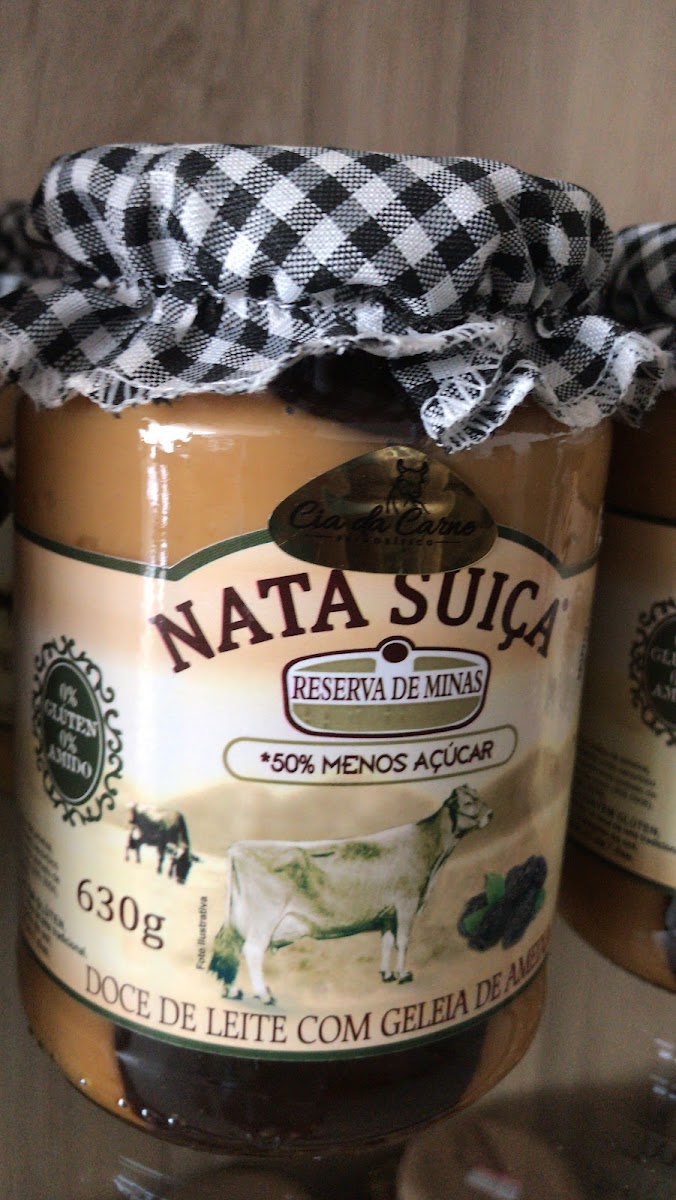 Cia da Carne
NATA SUIÇA
RESERVA DE MINAS
*50% MENOS AÇÚCAR
0%
GLÚTEN
0%
AMIDO
630g
Foto Ilustrativa
DOCE DE LEITE COM GELEIA DE